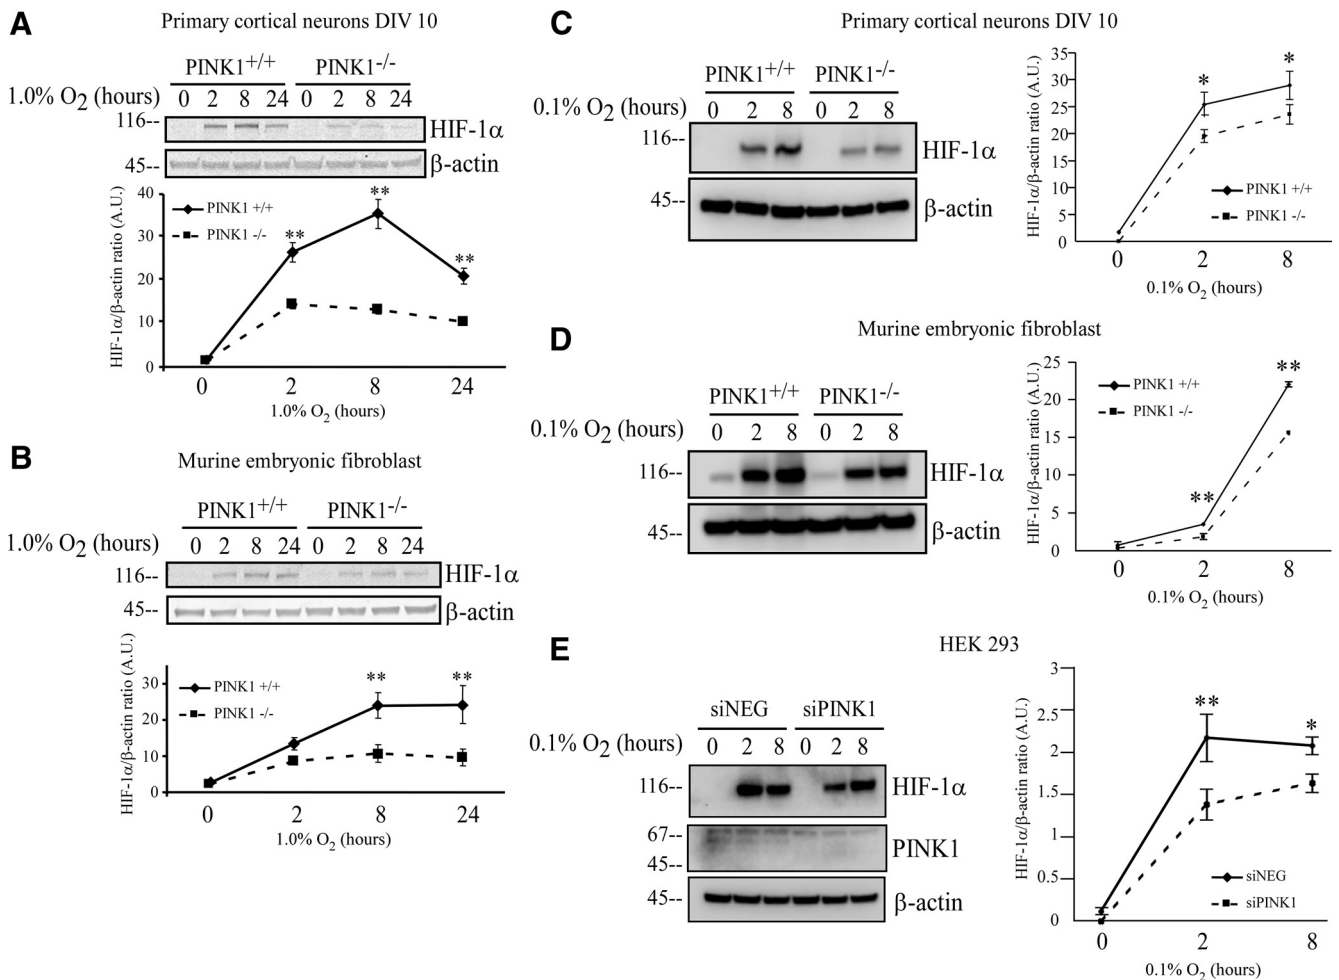 A
Primary cortical neurons DIV 10
PINK1+/+ PINK1-/-
1.0% O2 (hours) 0 2 8 24 0 2 8 24
116-- HIF-1α
45-- β-actin
HIF-1α/β-actin ratio (A.U.)
40
30
20
10
0
PINK1 +/+
PINK1 -/-
** ** **
0 2 8 24
1.0% O2 (hours)
B
Murine embryonic fibroblast
PINK1+/+ PINK1-/-
1.0% O2 (hours) 0 2 8 24 0 2 8 24
116-- HIF-1α
45-- β-actin
HIF-1α/β-actin ratio (A.U.)
30
20
10
0
PINK1 +/+
PINK1 -/-
** **
0 2 8 24
1.0% O2 (hours)
C
Primary cortical neurons DIV 10
PINK1+/+ PINK1-/-
0.1% O2 (hours) 0 2 8 0 2 8
116-- HIF-1α
45-- β-actin
HIF-1α/β-actin ratio (A.U.)
35
30
25
20
15
10
5
0
* *
PINK1 +/+
PINK1 -/-
0 2 8
0.1% O2 (hours)
D
Murine embryonic fibroblast
PINK1+/+ PINK1-/-
0.1% O2 (hours) 0 2 8 0 2 8
116-- HIF-1α
45-- β-actin
HIF-1α/β-actin ratio (A.U.)
25
20
15
10
5
0
PINK1 +/+
PINK1 -/-
** **
0 2 8
0.1% O2 (hours)
E
HEK 293
siNEG siPINK1
0.1% O2 (hours) 0 2 8 0 2 8
116-- HIF-1α
67--
45-- PINK1
45-- β-actin
HIF-1α/β-actin ratio (A.U.)
3
2.5
2
1.5
1
0.5
0
** *
siNEG
siPINK1
0 2 8
0.1% O2 (hours)